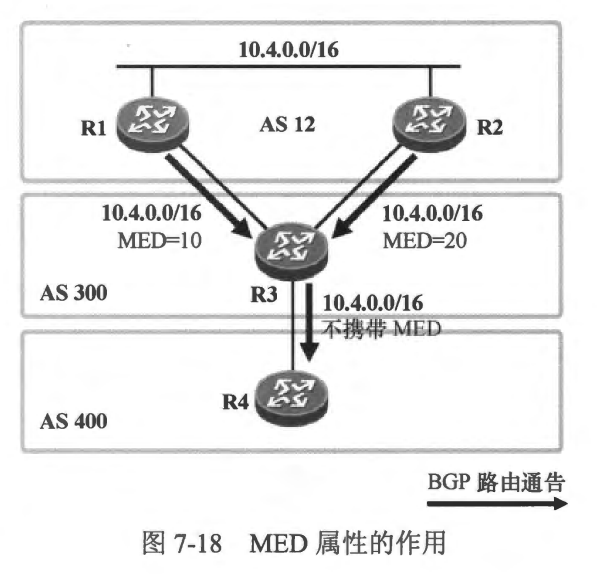 10.4.0.0/16
R1
AS 12
R2
10.4.0.0/16
MED=10
10.4.0.0/16
MED=20
R3
AS 300
10.4.0.0/16
不携带 MED
R4
AS 400
BGP 路由通告
图 7-18 MED 属性的作用